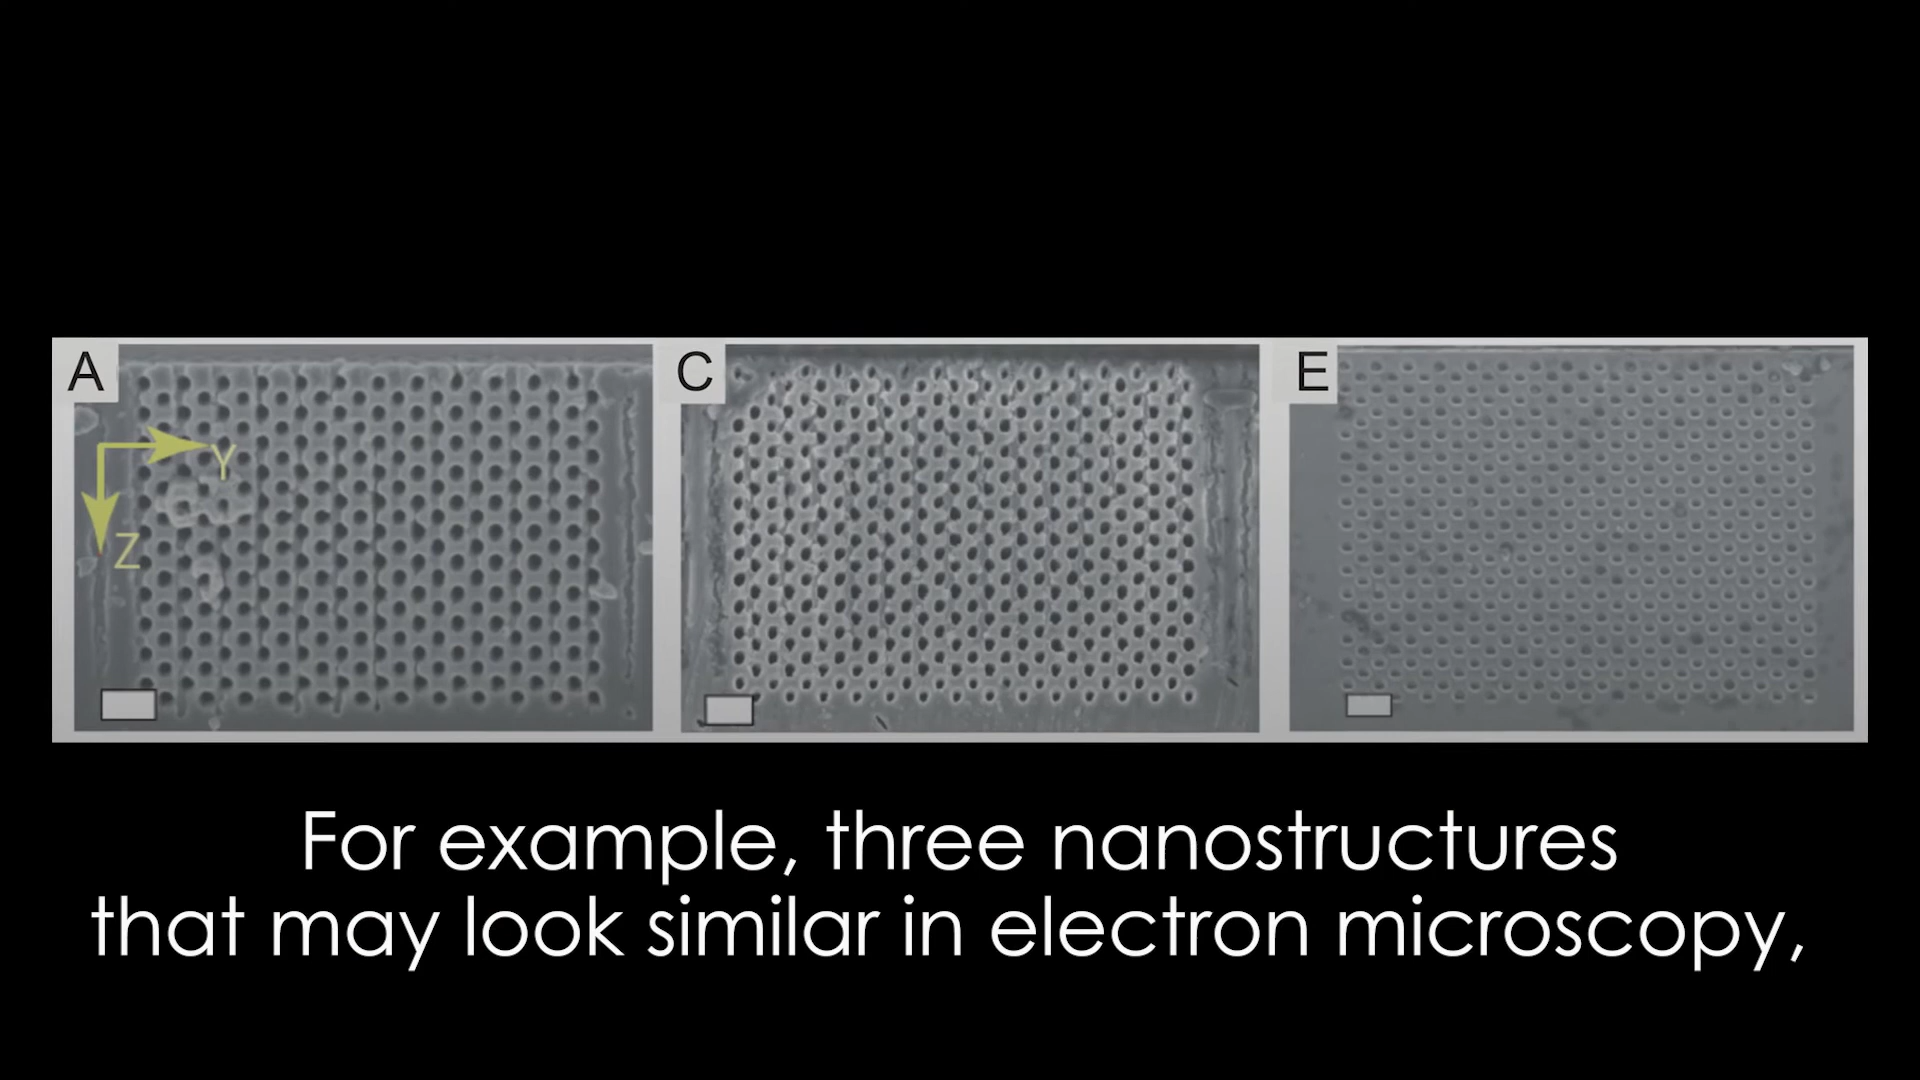 A
C
E
Y
Z
For example, three nanostructures
that may look similar in electron microscopy,